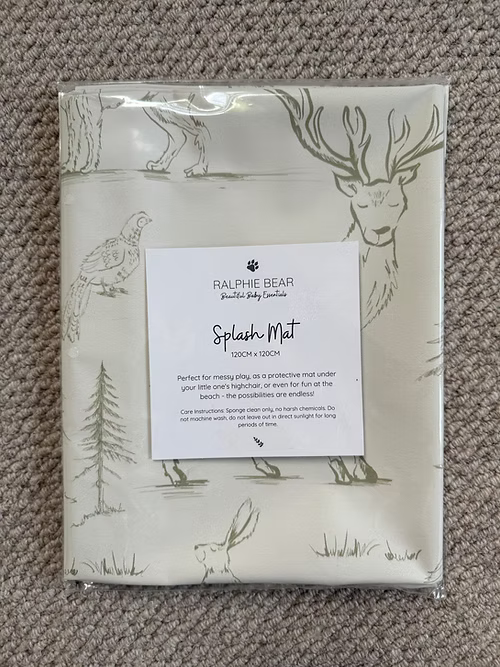 RALPHIE BEAR
Beautiful Baby Essentials
Splash Mat
120CM x 120CM
Perfect for messy play, as a protective mat under
your little one's highchair, or even for fun at the
beach - the possibilities are endless!
Care Instructions: Sponge clean only, no harsh chemicals. Do
not machine wash, do not leave out in direct sunlight for long
periods of time.